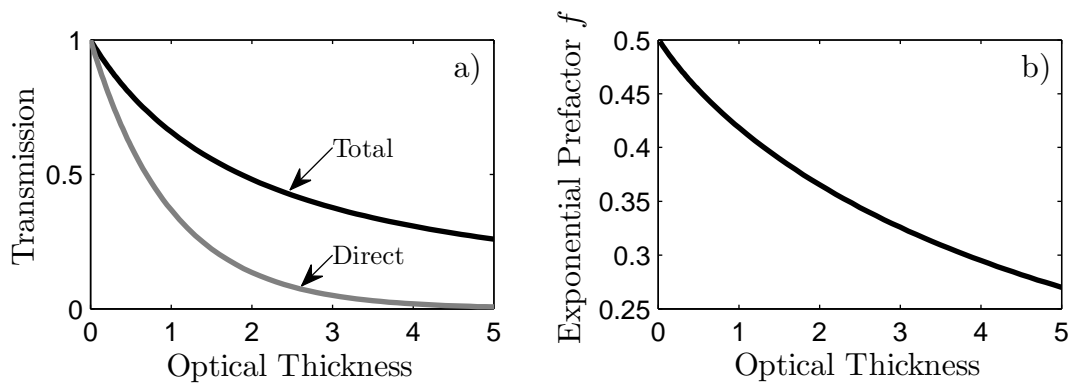 Transmission
1
0.5
0
a)
Total
Direct
0 1 2 3 4 5
Optical Thickness
Exponential Prefactor f
0.5
0.45
0.4
0.35
0.3
0.25
b)
0 1 2 3 4 5
Optical Thickness